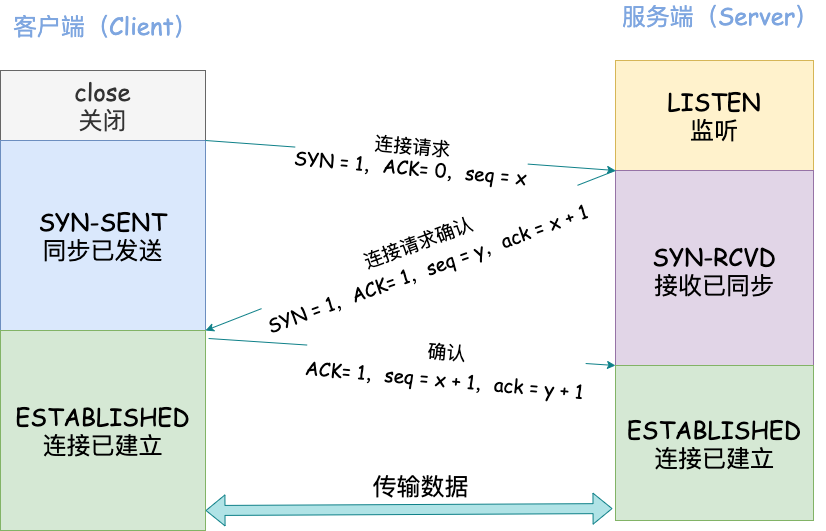 客户端（Client）
服务端（Server）
close
关闭
LISTEN
监听
连接请求
SYN = 1，ACK= 0，seq = x
SYN-SENT
同步已发送
连接请求确认
SYN = 1，ACK= 1，seq = y，ack = x + 1
SYN-RCVD
接收已同步
确认
ACK= 1，seq = x + 1，ack = y + 1
ESTABLISHED
连接已建立
ESTABLISHED
连接已建立
传输数据